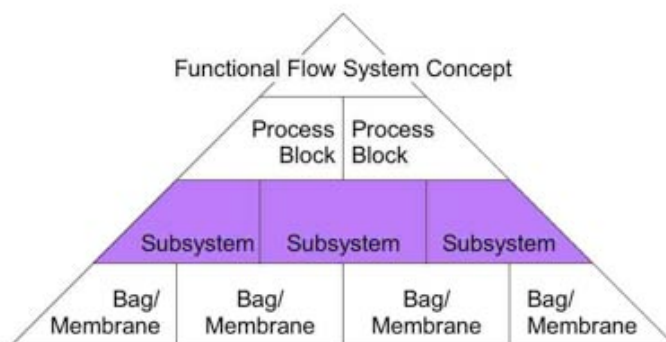 Functional Flow System Concept
Process Process
Block Block
Subsystem Subsystem Subsystem
Bag/ Bag/ Bag/ Bag/
Membrane Membrane Membrane Membrane